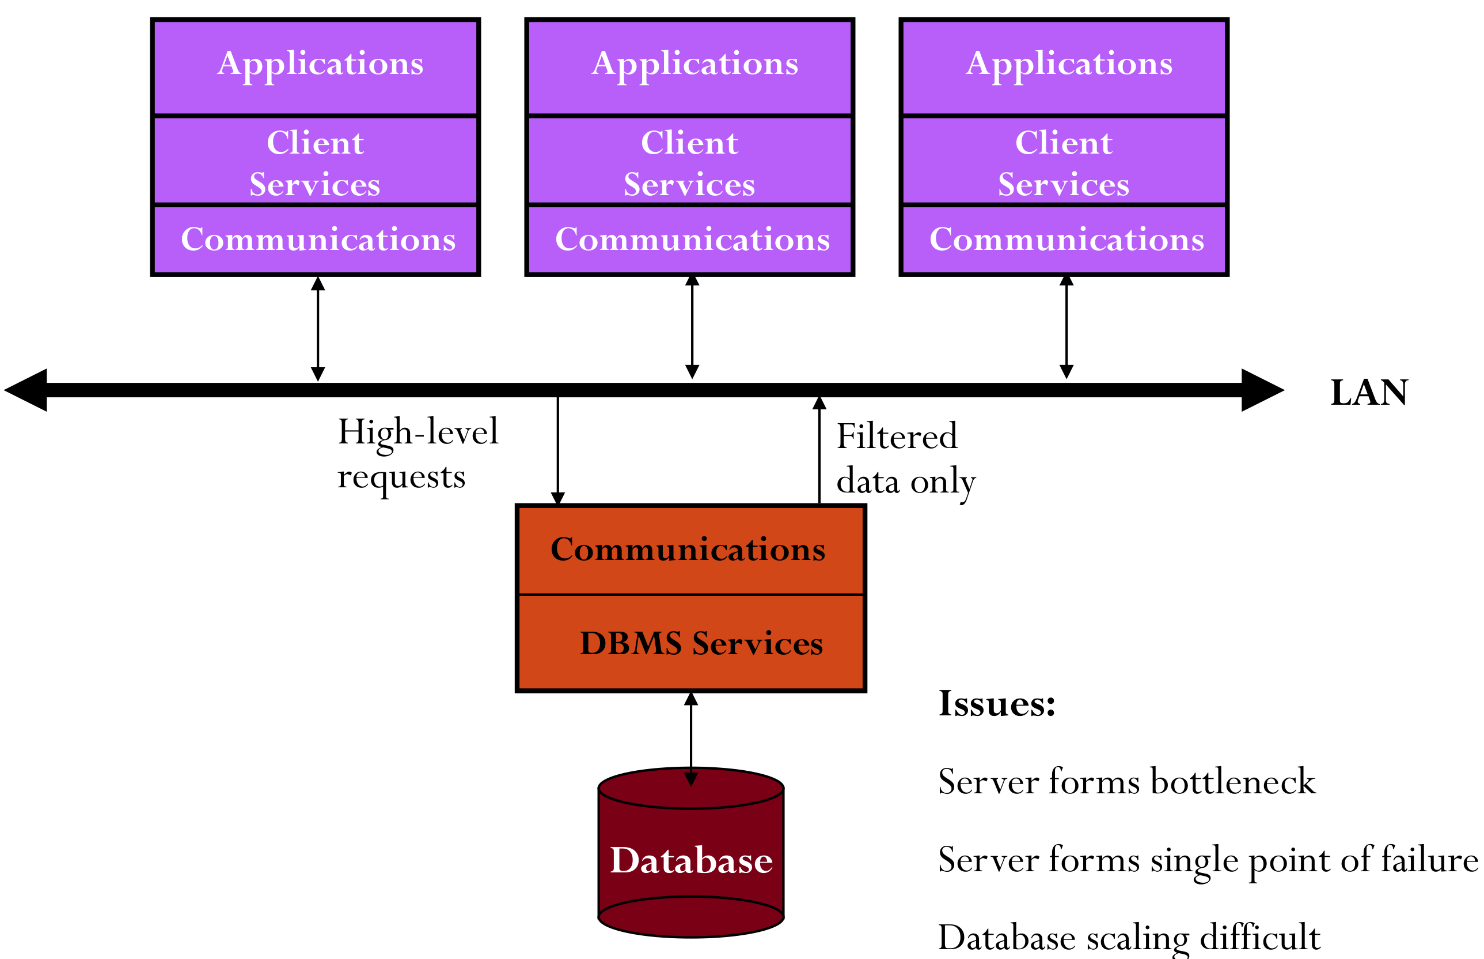 Applications
Client
Services
Communications
Applications
Client
Services
Communications
Applications
Client
Services
Communications
LAN
High-level
requests
Filtered
data only
Communications
DBMS Services
Database
Issues:
Server forms bottleneck
Server forms single point of failure
Database scaling difficult